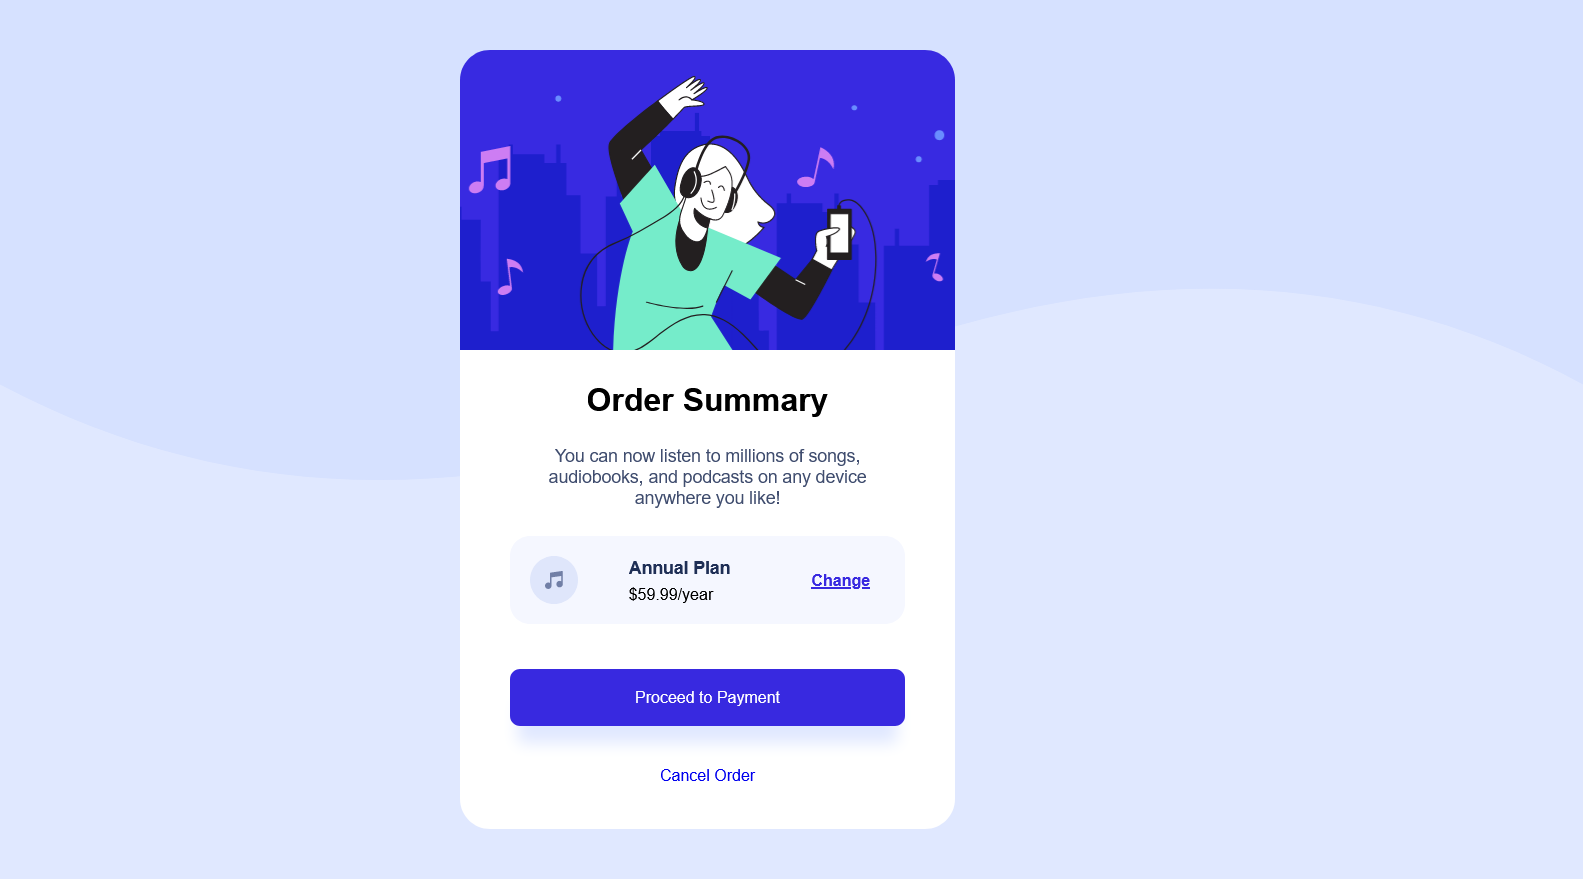 Order Summary
You can now listen to millions of songs,
audiobooks, and podcasts on any device
anywhere you like!
Annual Plan
$59.99/year
Change
Proceed to Payment
Cancel Order